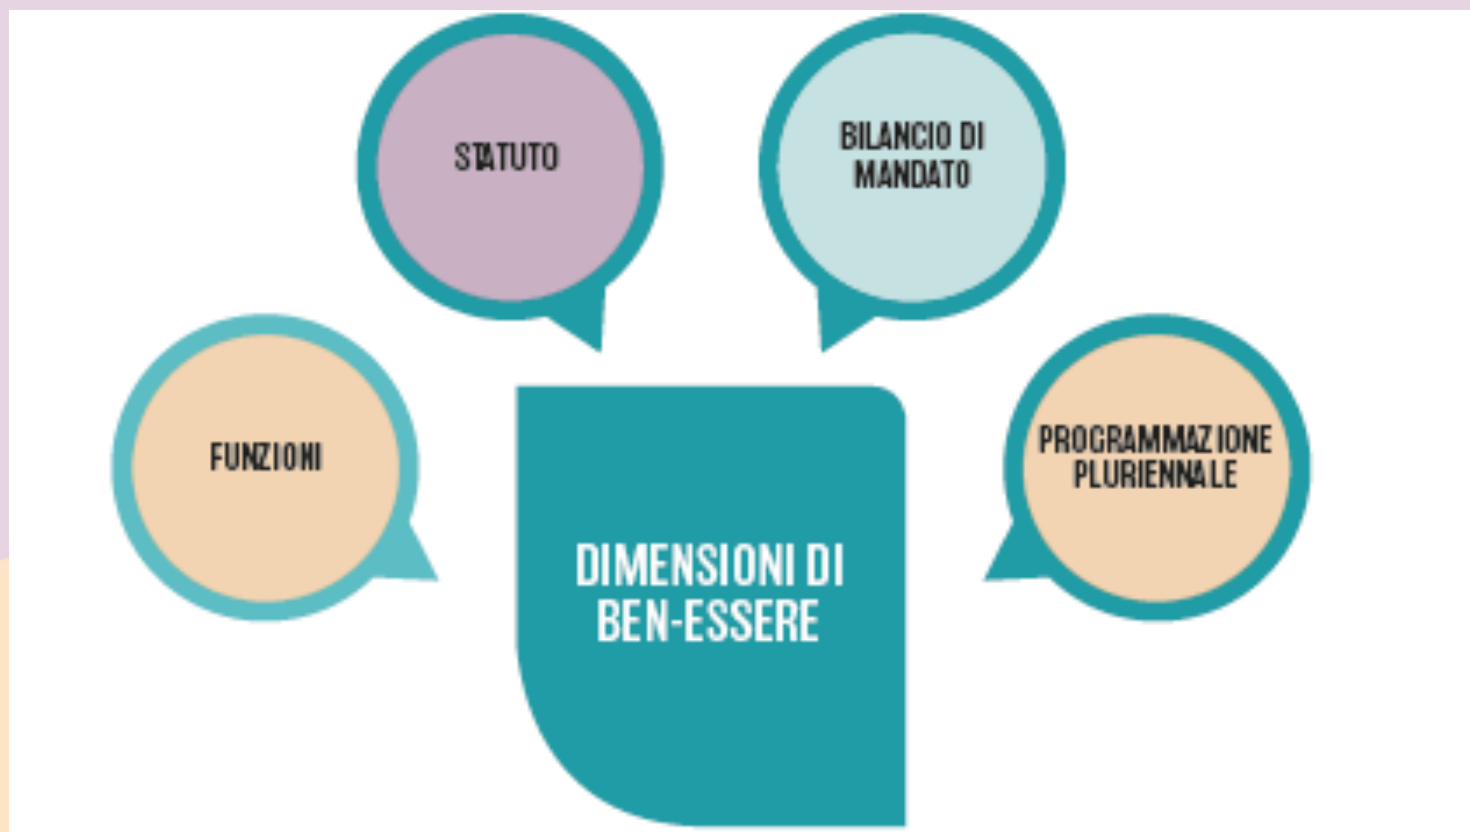 STATUTO
BILANCIO DI
MANDATO
FUNZIONI
PROGRAMMAZIONE
PLURIENNALE
DIMENSIONI DI
BEN-ESSERE